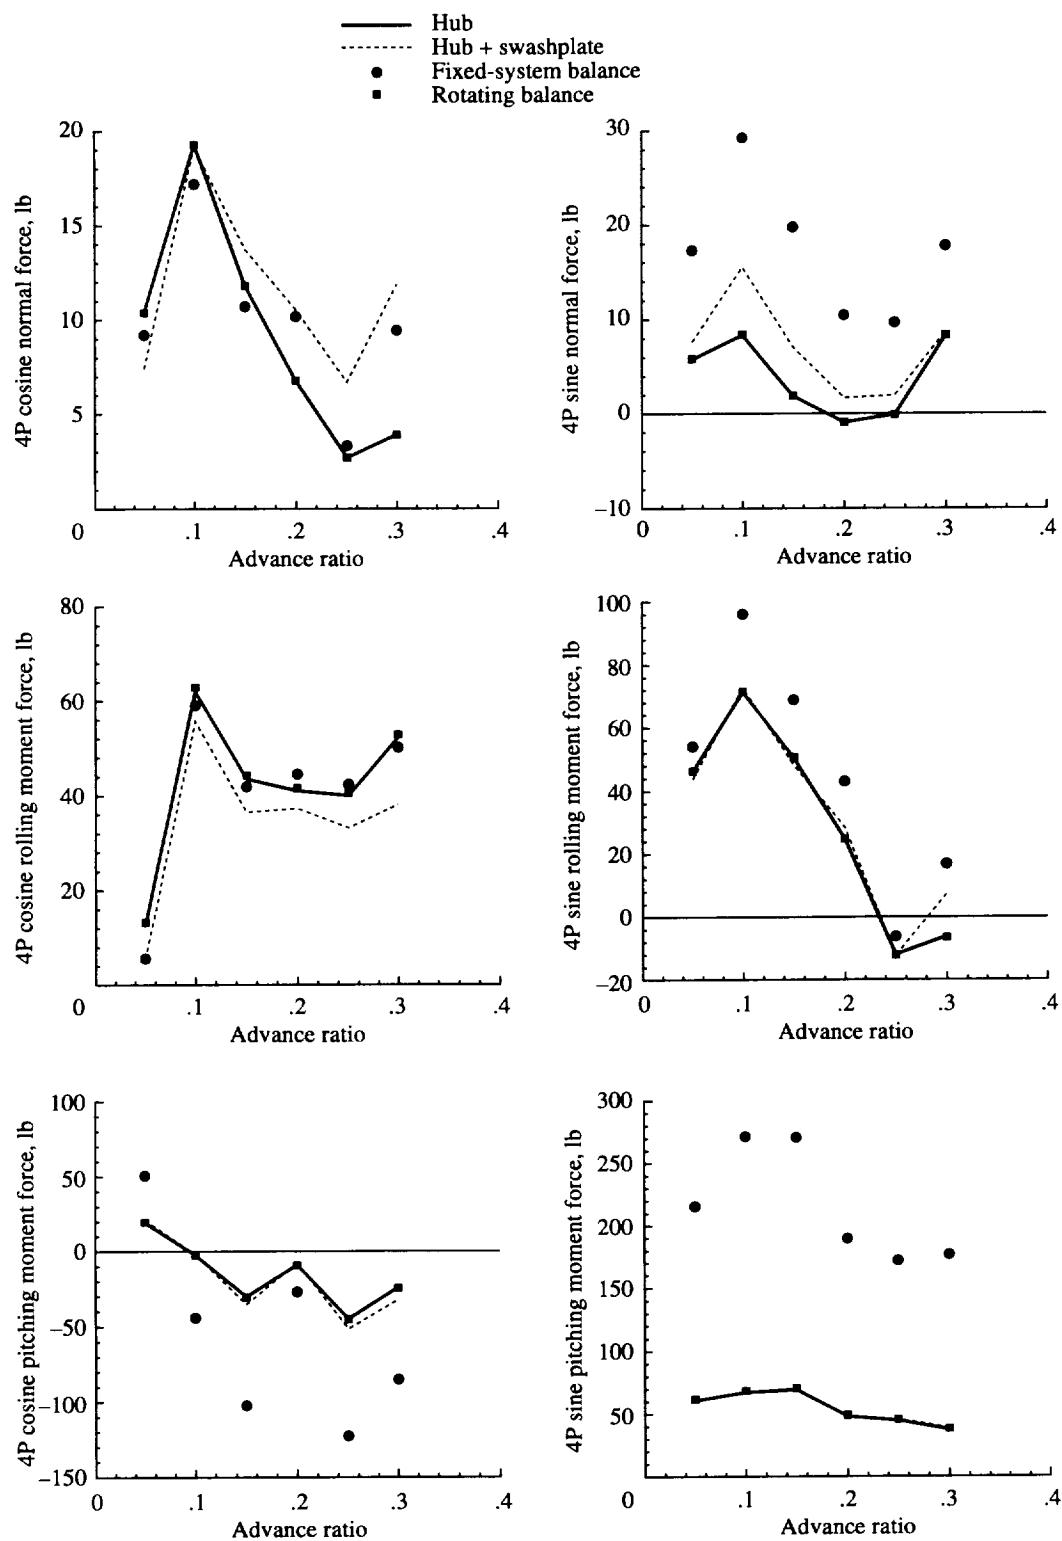 Hub
Hub + swashplate
Fixed-system balance
Rotating balance
4P cosine normal force, lb
20
15
10
5
0
.1 .2 .3 .4
Advance ratio
4P sine normal force, lb
30
20
10
0
–10
0 .1 .2 .3 .4
Advance ratio
4P cosine rolling moment force, lb
80
60
40
20
0
.1 .2 .3 .4
Advance ratio
4P sine rolling moment force, lb
100
80
60
40
20
0
–20
0 .1 .2 .3 .4
Advance ratio
4P cosine pitching moment force, lb
100
50
0
–50
–100
–150
0 .1 .2 .3 .4
Advance ratio
4P sine pitching moment force, lb
300
250
200
150
100
50
0 .1 .2 .3 .4
Advance ratio